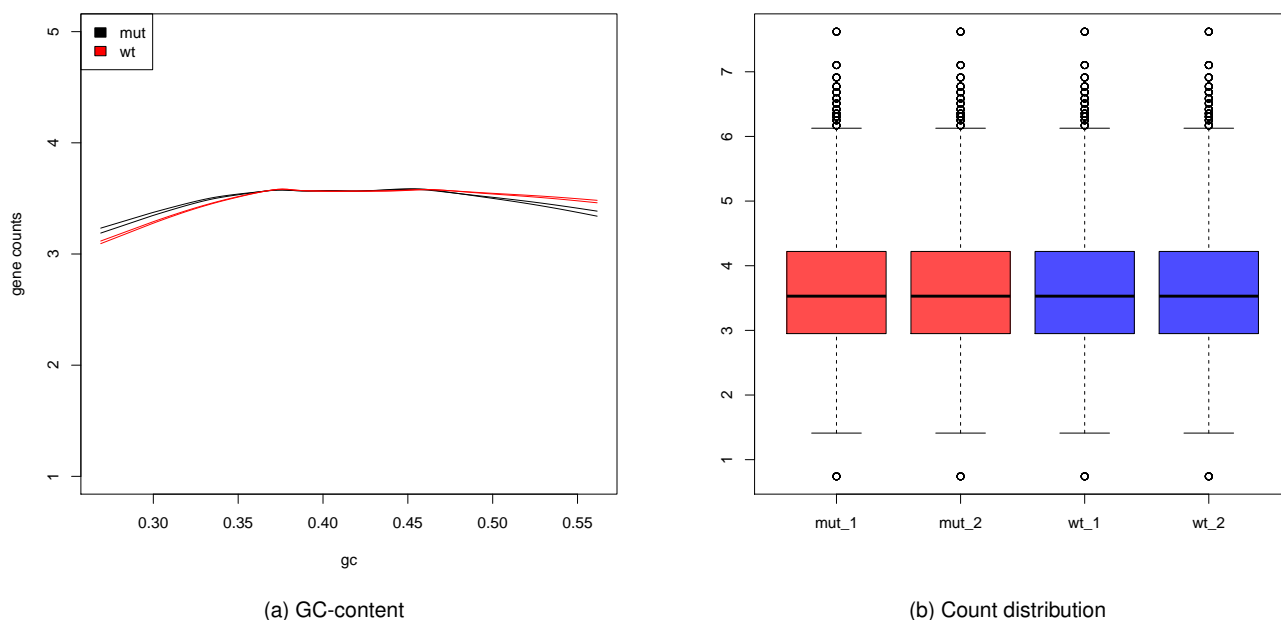 mut
wt
gene counts
5
4
3
2
1
0.30 0.35 0.40 0.45 0.50 0.55
gc
(a) GC-content
7
6
5
4
3
2
1
mut_1 mut_2 wt_1 wt_2
(b) Count distribution